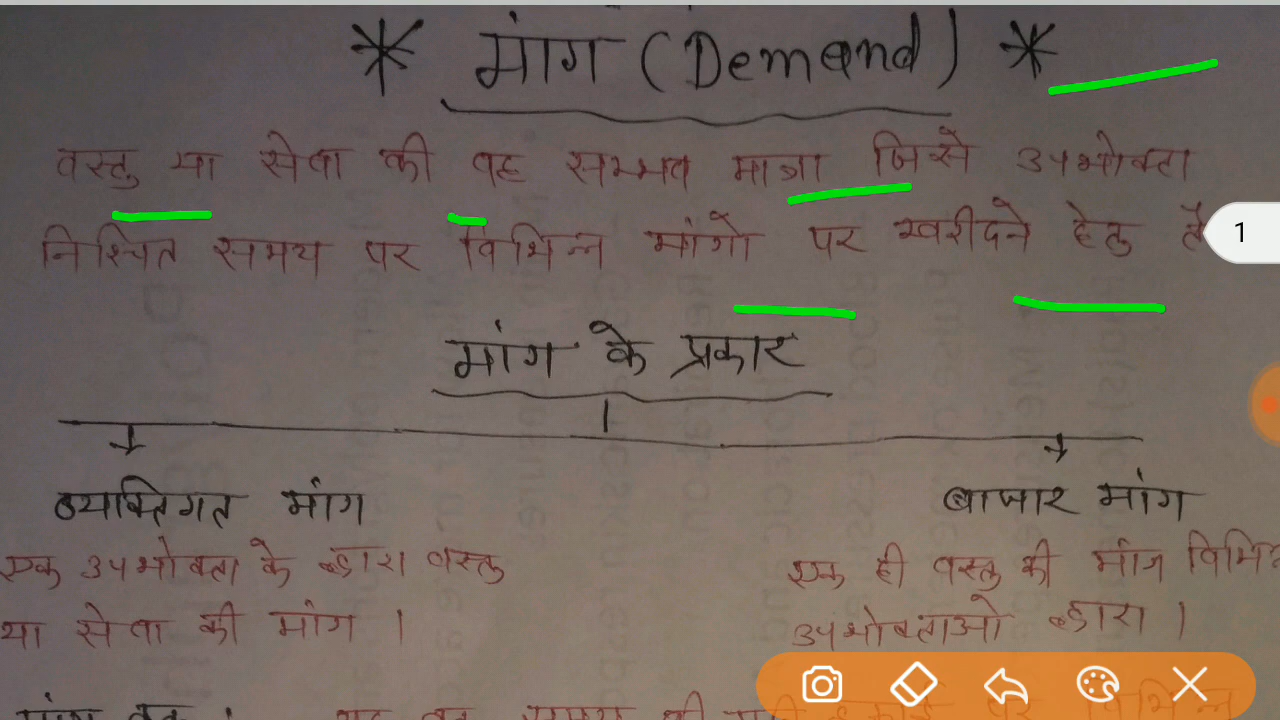 * मांग (Demand) *
वस्तु या सेवा की वह सम्भव मात्रा जिसे उपभोक्ता
निश्चित समय पर विभिन्न मांगो पर खरीदने हेतु
1
मांग के प्रकार
व्यक्तिगत मांग
बाजार मांग
एक उपभोक्ता के द्वारा वस्तु
या सेवा की मांग ।
एक ही वस्तु की मांग
उपभोक्ताओ द्वारा ।